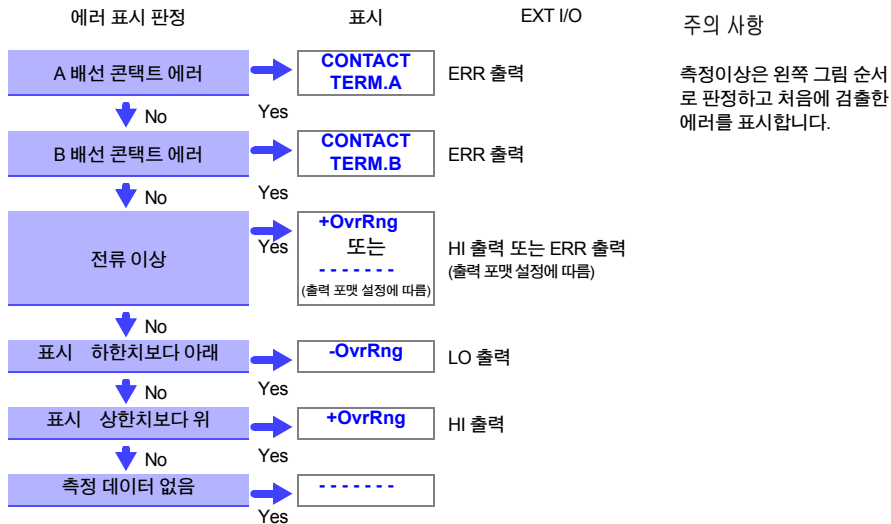 에러 표시 판정 표시 EXT I/O
주의 사항
측정이상은 왼쪽 그림 순서
로 판정하고 처음에 검출한
에러를 표시합니다.
A 배선 콘택트 에러
CONTACT
TERM.A
ERR 출력
No
Yes
B 배선 콘택트 에러
CONTACT
TERM.B
ERR 출력
No
Yes
전류 이상
Yes
+OvrRng
또는
- - - - - - -
(출력 포맷 설정에 따름)
HI 출력 또는 ERR 출력
(출력 포맷 설정에 따름)
No
표시 하한치보다 아래
-OvrRng
LO 출력
No
Yes
표시 상한치보다 위
+OvrRng
HI 출력
No
Yes
측정 데이터 없음
- - - - - - -
Yes